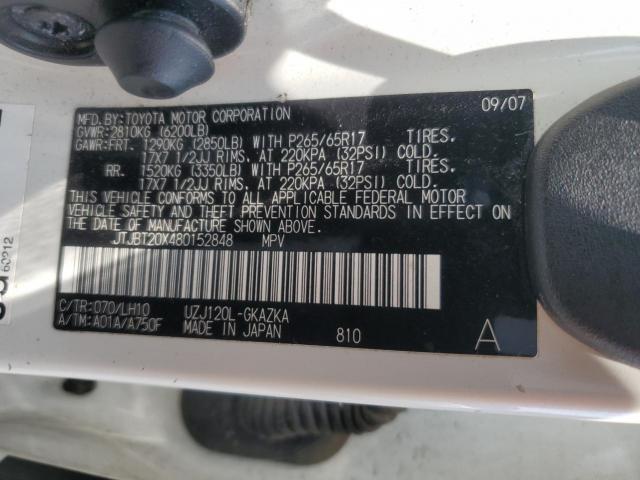 MFD. BY: TOYOTA MOTOR CORPORATION 09/07
GVWR: 2810KG (6200LB)
GAWR: FRT. 1290KG (2850LB) WITH P265/65R17 TIRES.
17X7 1/2JJ RIMS. AT 220KPA (32PSI) COLD.
RR. 1520KG (3350LB) WITH P265/65R17 TIRES.
17X7 1/2JJ RIMS. AT 220KPA (32PSI) COLD.
THIS VEHICLE CONFORMS TO ALL APPLICABLE FEDERAL MOTOR
VEHICLE SAFETY AND THEFT PREVENTION STANDARDS IN EFFECT ON
THE DATE OF MANUFACTURE SHOWN ABOVE.
JTJBT20X480152848 MPV
C/TR: 070/LH10 UZJ120L-GKAZKA
A/TM: A01A/A750F MADE IN JAPAN 810 A
60912